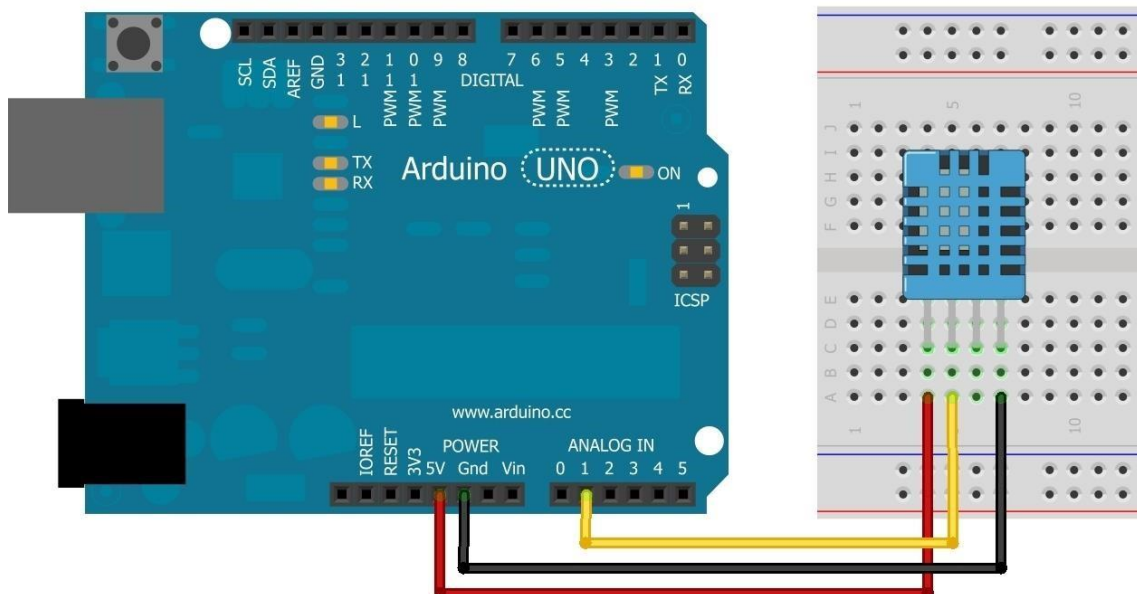 SCL
SDA
AREF
GND
13
12
11 PWM
10 PWM
9 PWM
8
DIGITAL
7
6 PWM
5 PWM
4
3 PWM
2
1 TX
0 RX
L
TX
RX
Arduino UNO
ON
1
ICSP
www.arduino.cc
POWER
IOREF
RESET
3V3
5V
Gnd
Vin
ANALOG IN
0 1 2 3 4 5
1 5 10
J
I
H
G
F
E
D
C
B
A
1 10